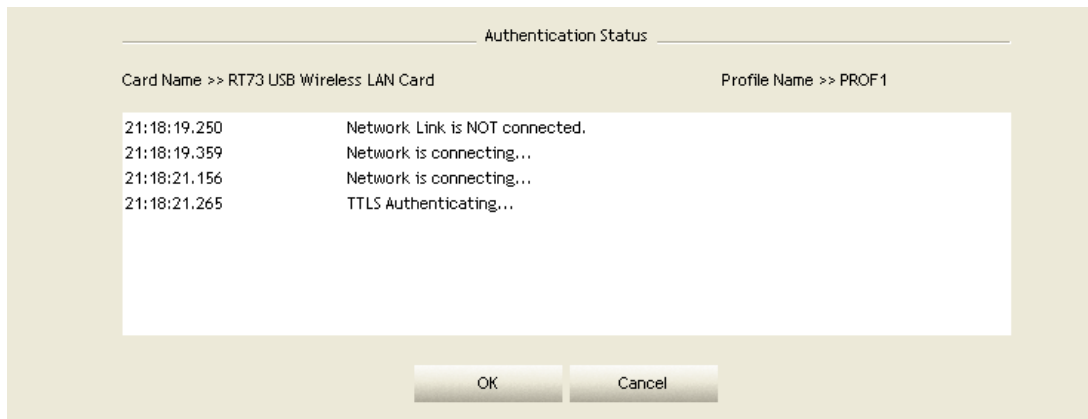 Authentication Status
Card Name >> RT73 USB Wireless LAN Card Profile Name >> PROF1
21:18:19.250 Network Link is NOT connected.
21:18:19.359 Network is connecting...
21:18:21.156 Network is connecting...
21:18:21.265 TTLS Authenticating...
OK Cancel